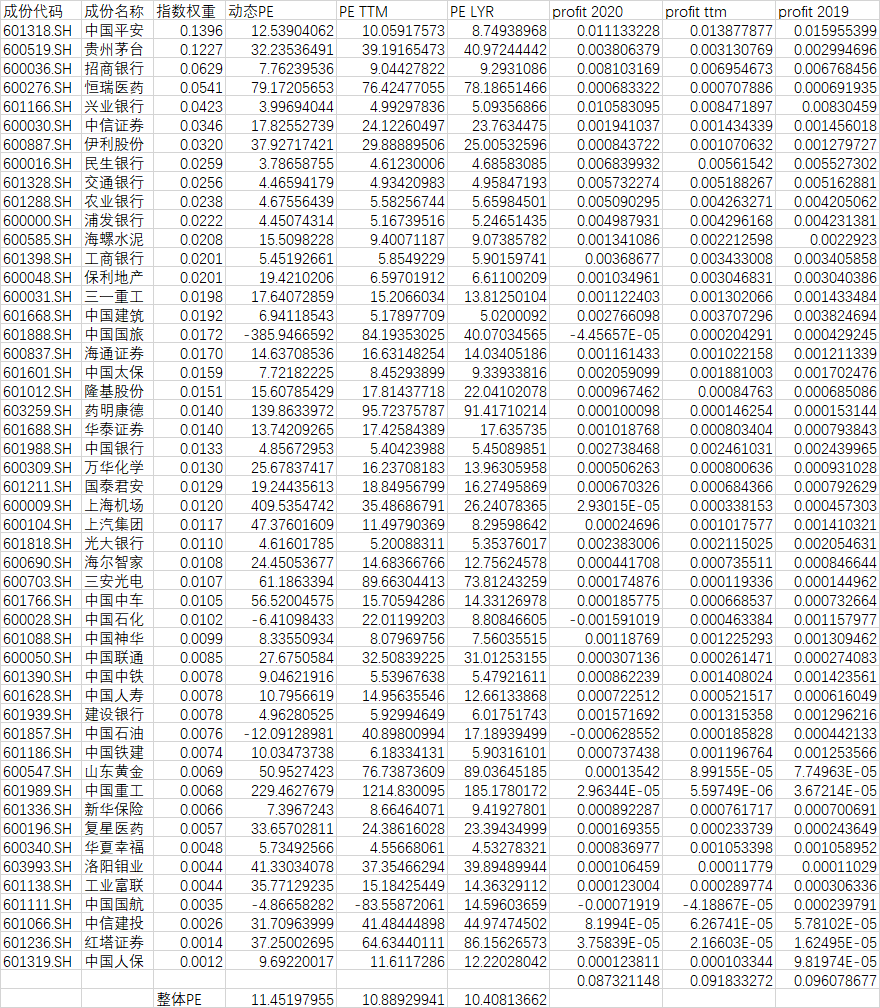 成份代码 成份名称 指数权重 动态PE PE TTM PE LYR profit 2020 profit ttm profit 2019
601318.SH 中国平安 0.1396 12.53904062 10.05917573 8.74938968 0.011133228 0.013877877 0.015955399
600519.SH 贵州茅台 0.1227 32.23536491 39.19165473 40.97244442 0.003806379 0.003130769 0.002994696
600036.SH 招商银行 0.0629 7.76239536 9.04427822 9.2931086 0.008103169 0.006954673 0.006768456
600276.SH 恒瑞医药 0.0541 79.17205653 76.42477055 78.18651466 0.000683322 0.000707886 0.000691935
601166.SH 兴业银行 0.0423 3.99694044 4.99297836 5.09356866 0.010583095 0.008471897 0.00830459
600030.SH 中信证券 0.0346 17.82552739 24.12260497 23.7634475 0.001941037 0.001434339 0.001456018
600887.SH 伊利股份 0.0320 37.92717421 29.88889506 25.00532596 0.000843722 0.001070632 0.001279727
600016.SH 民生银行 0.0259 3.78658755 4.61230006 4.68583085 0.006839932 0.00561542 0.005527302
601328.SH 交通银行 0.0256 4.46594179 4.93420983 4.95847193 0.005732274 0.005188267 0.005162881
601288.SH 农业银行 0.0238 4.67556439 5.58256744 5.65984501 0.005090295 0.004263271 0.004205062
600000.SH 浦发银行 0.0222 4.45074314 5.16739516 5.24651435 0.004987931 0.004296168 0.004231381
600585.SH 海螺水泥 0.0208 15.5098228 9.40071187 9.07385782 0.001341086 0.002212598 0.0022923
601398.SH 工商银行 0.0201 5.45192661 5.8549229 5.90159741 0.00368677 0.003433008 0.003405858
600048.SH 保利地产 0.0201 19.4210206 6.59701912 6.61100209 0.001034961 0.003046831 0.003040386
600031.SH 三一重工 0.0198 17.64072859 15.2066034 13.81250104 0.001122403 0.001302066 0.001433484
601668.SH 中国建筑 0.0192 6.94118543 5.17897709 5.0200092 0.002766098 0.003707296 0.003824694
601888.SH 中国国旅 0.0172 -385.9466592 84.19353025 40.07034565 -4.45657E-05 0.000204291 0.000429245
600837.SH 海通证券 0.0170 14.63708536 16.63148254 14.03405186 0.001161433 0.001022158 0.001211339
601601.SH 中国太保 0.0159 7.72182225 8.45293899 9.33933816 0.002059099 0.001881003 0.001702476
601012.SH 隆基股份 0.0151 15.60785429 17.81437718 22.04102078 0.000967462 0.00084763 0.000685086
603259.SH 药明康德 0.0140 139.8633972 95.72375787 91.41710214 0.000100098 0.000146254 0.000153144
601688.SH 华泰证券 0.0140 13.74209265 17.42584389 17.635735 0.001018768 0.000803404 0.000793843
601988.SH 中国银行 0.0133 4.85672953 5.40423988 5.45089851 0.002738468 0.002461031 0.002439965
600309.SH 万华化学 0.0130 25.67837417 16.23708183 13.96305958 0.000506263 0.000800636 0.000931028
601211.SH 国泰君安 0.0129 19.24435613 18.84956799 16.27495869 0.000670326 0.000684366 0.000792629
600009.SH 上海机场 0.0120 409.5354742 35.48686791 26.24078365 2.93015E-05 0.000338153 0.000457303
600104.SH 上汽集团 0.0117 47.37601609 11.49790369 8.29598642 0.00024696 0.001017577 0.001410321
601818.SH 光大银行 0.0110 4.61601785 5.20088311 5.35376017 0.002383006 0.002115025 0.002054631
600690.SH 海尔智家 0.0108 24.45053677 14.68366766 12.75624578 0.000441708 0.000735511 0.000846644
600703.SH 三安光电 0.0107 61.1863394 89.66304413 73.81243259 0.000174876 0.000119336 0.000144962
601766.SH 中国中车 0.0105 56.52004575 15.70594286 14.33126978 0.000185775 0.000668537 0.000732664
600028.SH 中国石化 0.0102 -6.41098433 22.01199203 8.80846605 -0.001591019 0.000463384 0.001157977
601088.SH 中国神华 0.0099 8.33550934 8.07969756 7.56035515 0.00118769 0.001225293 0.001309462
600050.SH 中国联通 0.0085 27.6750584 32.50839225 31.01253155 0.000307136 0.000261471 0.000274083
601390.SH 中国中铁 0.0078 9.04621916 5.53967638 5.47921611 0.000862239 0.001408024 0.001423561
601628.SH 中国人寿 0.0078 10.7956619 14.95635546 12.66133868 0.000722512 0.000521517 0.000616049
601939.SH 建设银行 0.0078 4.96280525 5.92994649 6.01751743 0.001571692 0.001315358 0.001296216
601857.SH 中国石油 0.0076 -12.09128981 40.89800994 17.18939499 -0.000628552 0.000185828 0.000442133
601186.SH 中国铁建 0.0074 10.03473738 6.18334131 5.90316101 0.000737438 0.001196764 0.001253566
600547.SH 山东黄金 0.0069 50.9527423 76.73873609 89.03645185 0.00013542 8.99155E-05 7.74963E-05
601989.SH 中国重工 0.0068 229.4627679 1214.830095 185.1780172 2.96344E-05 5.59749E-06 3.67214E-05
601336.SH 新华保险 0.0066 7.3967243 8.66464071 9.41927801 0.000892287 0.000761717 0.000700691
600196.SH 复星医药 0.0057 33.65702811 24.38616028 23.39434999 0.000169355 0.000233739 0.000243649
600340.SH 华夏幸福 0.0048 5.73492566 4.55668061 4.53278321 0.000836977 0.001053398 0.001058952
603993.SH 洛阳钼业 0.0044 41.33034078 37.35466294 39.89489944 0.000106459 0.00011779 0.00011029
601138.SH 工业富联 0.0044 35.77129235 15.18425449 14.36329112 0.000123004 0.000289774 0.000306336
601111.SH 中国国航 0.0035 -4.86658282 -83.55872061 14.59603659 -0.00071919 -4.18867E-05 0.000239791
601066.SH 中信建投 0.0026 31.70963999 41.48444898 44.97474502 8.1994E-05 6.26741E-05 5.78102E-05
601236.SH 红塔证券 0.0014 37.25002695 64.63440111 86.15626573 3.75839E-05 2.16603E-05 1.62495E-05
601319.SH 中国人保 0.0012 9.69220017 11.6117286 12.22028042 0.000123811 0.000103344 9.81974E-05
0.087321148 0.091833272 0.096078677
整体PE 11.45197955 10.88929941 10.40813662